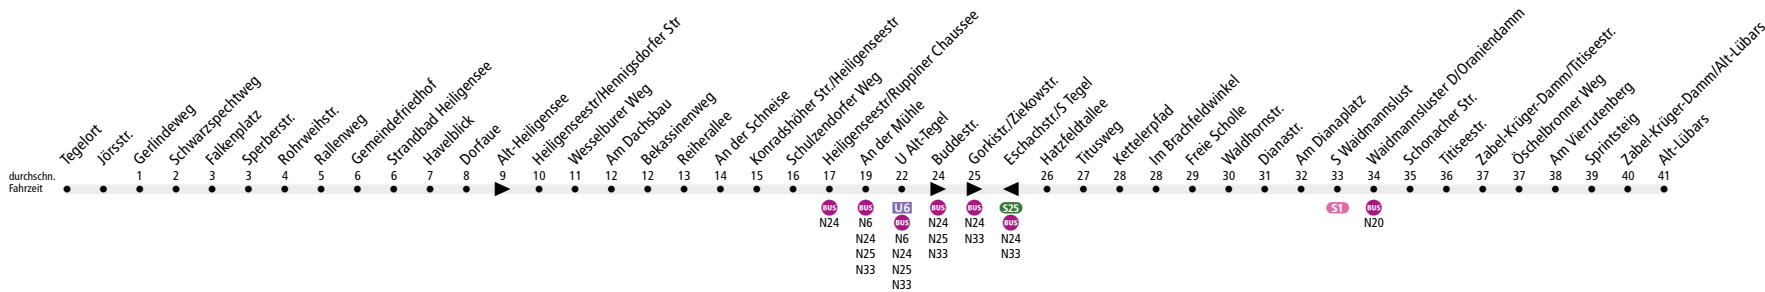 Tegelort
Jörsstr.
Gerlindeweg
Schwarzspechtweg
Falkenplatz
Sperberstr.
Rohrweihstr.
Rallenweg
Gemeindefriedhof
Strandbad Heiligensee
Havelblick
Dorfaue
Alt-Heiligensee
Heiligenseestr/Hennigsdorfer Str
Wesselburer Weg
Am Dachsbau
Bekassinenweg
Reiherallee
An der Schneise
Konradshöher Str./Heiligenseestr
Schulzendorfer Weg
Heiligenseestr/Ruppiner Chaussee
An der Mühle
U Alt-Tegel
Buddestr.
Gorkistr./Ziekowstr.
Eschachstr./S Tegel
Hatzfeldtallee
Titusweg
Kettelerpfad
Im Brachfeldwinkel
Freie Scholle
Waldhornstr.
Dianastr.
Am Dianaplatz
S Waidmannslust
Waidmannsluster D/Oraniendamm
Schonacher Str.
Titiseestr.
Zabel-Krüger-Damm/Titiseestr.
Öschelbronner Weg
Am Vierrutenberg
Sprintsteig
Zabel-Krüger-Damm/Alt-Lübars
Alt-Lübars
durchschn. 1 2 3 3 4 5 6 6 7 8 9 10 11 12 12 13 14 15 16 17 19 22 24 25 26 27 28 28 29 30 31 32 33 34 35 36 37 37 38 39 40 41
Fahrzeit
BUS BUS U6 BUS BUS S25 S1 BUS
N24 N6 BUS N24 N24 BUS N20
N24 N6 N25 N33 N24
N25 N24 N33 N33
N33 N25
N33